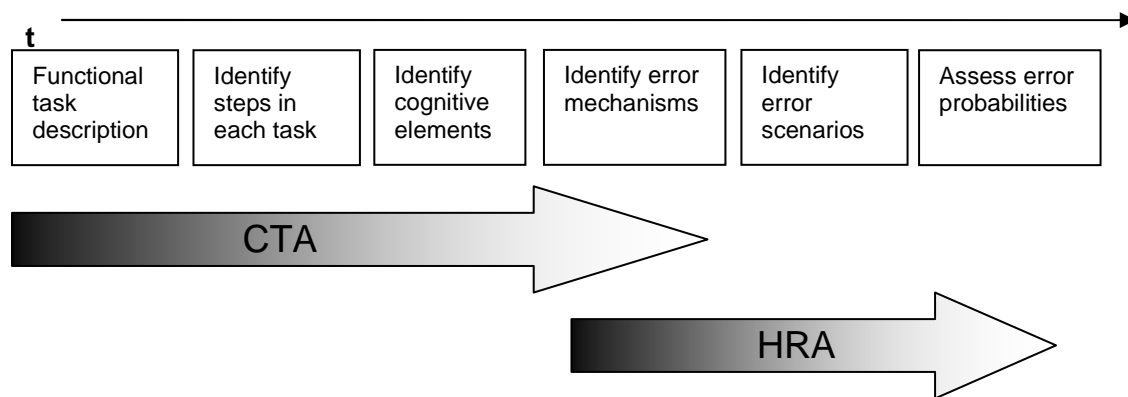 t
Functional
task
description
Identify
steps in
each task
Identify
cognitive
elements
Identify error
mechanisms
Identify
error
scenarios
Assess error
probabilities
CTA
HRA